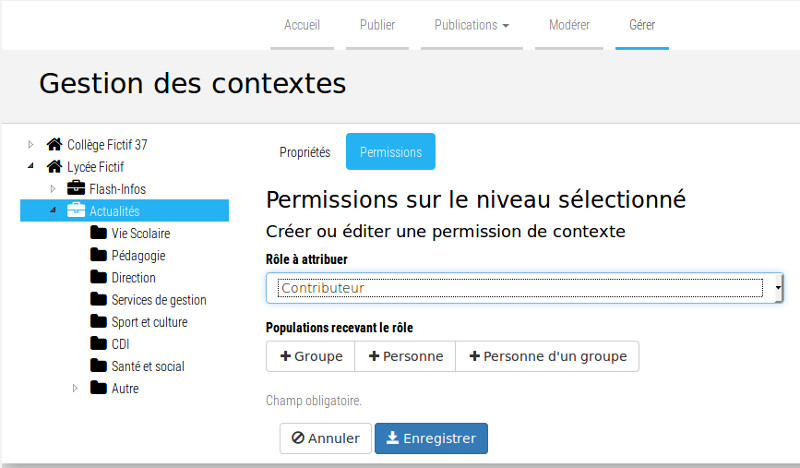 Accueil
Publier
Publications
Modérer
Gérer
Gestion des contextes
Collège Fictif 37
Lycée Fictif
Flash-Infos
Actualités
Vie Scolaire
Pédagogie
Direction
Services de gestion
Sport et culture
CDI
Santé et social
Autre
Propriétés
Permissions
Permissions sur le niveau sélectionné
Créer ou éditer une permission de contexte
Rôle à attribuer
Contributeur
Populations recevant le rôle
Groupe
Personne
Personne d'un groupe
Champ obligatoire.
Annuler
Enregistrer